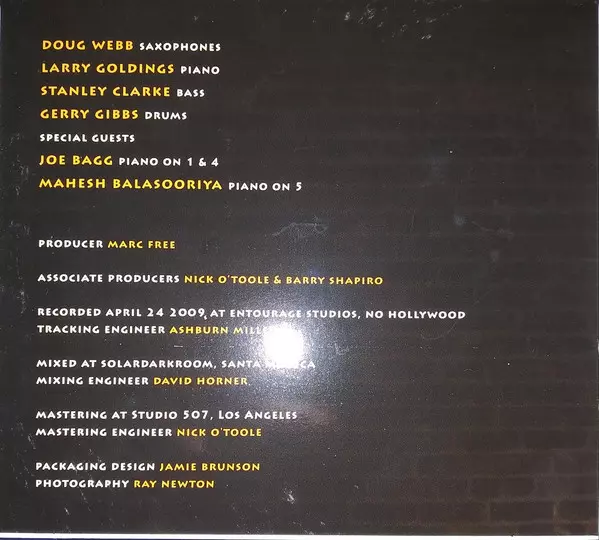 DOUG WEBB SAXOPHONES
LARRY GOLDINGS PIANO
STANLEY CLARKE BASS
GERRY GIBBS DRUMS
SPECIAL GUESTS
JOE BAGG PIANO ON 1 & 4
MAHESH BALASOORIYA PIANO ON 5
PRODUCER MARC FREE
ASSOCIATE PRODUCERS NICK O'TOOLE & BARRY SHAPIRO
RECORDED APRIL 24 2009, AT ENTOURAGE STUDIOS, NO HOLLYWOOD
TRACKING ENGINEER ASHBURN
MIXED AT SOLARDARKROOM, SANTA
MIXING ENGINEER DAVID HORNER
MASTERING AT STUDIO 507, LOS ANGELES
MASTERING ENGINEER NICK O'TOOLE
PACKAGING DESIGN JAMIE BRUNSON
PHOTOGRAPHY RAY NEWTON